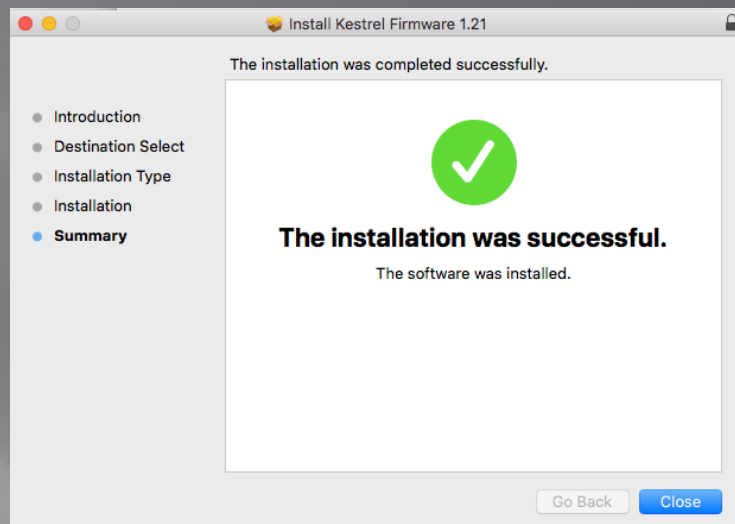 Install Kestrel Firmware 1.21
The installation was completed successfully.
Introduction
Destination Select
Installation Type
Installation
Summary
The installation was successful.
The software was installed.
Go Back
Close